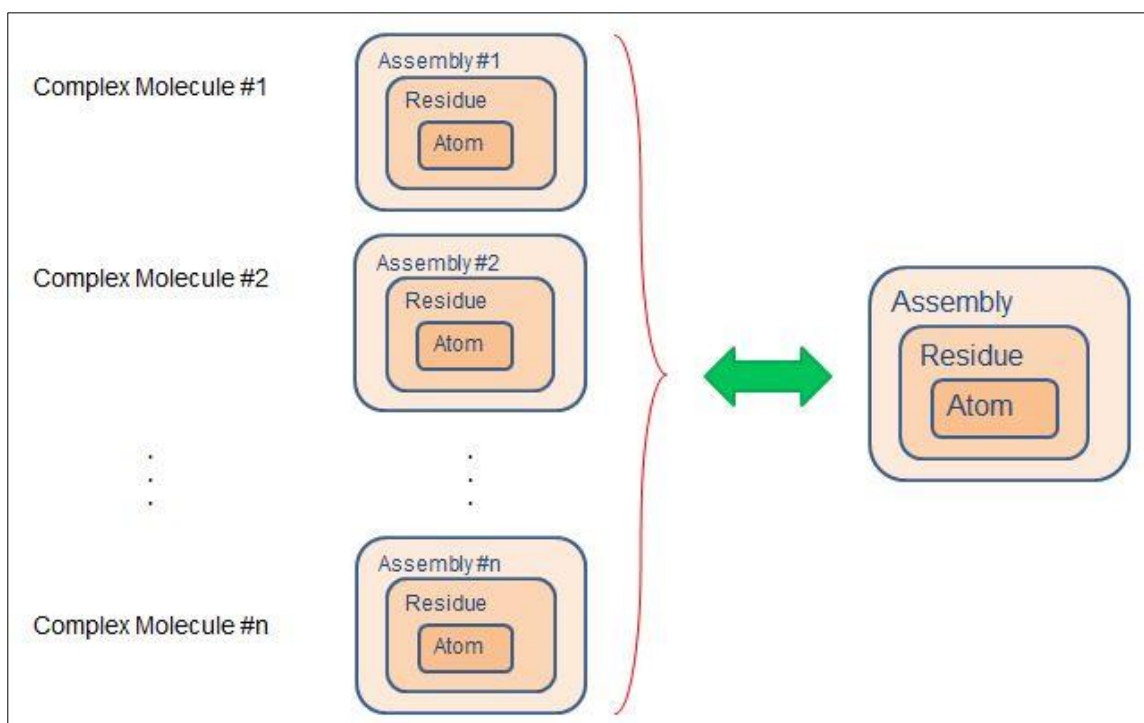 Complex Molecule #1
Assembly #1
Residue
Atom
Complex Molecule #2
Assembly #2
Residue
Atom
Complex Molecule #n
Assembly #n
Residue
Atom
Assembly
Residue
Atom